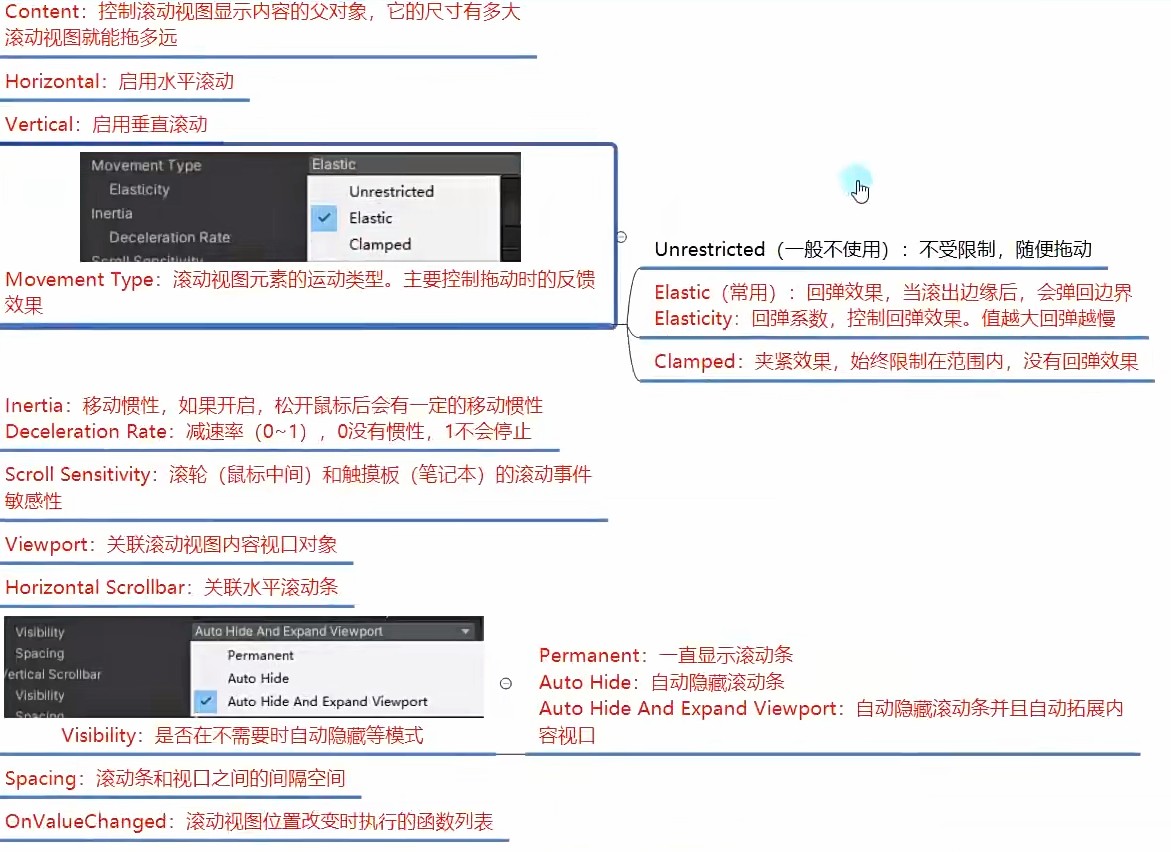 Content：控制滚动视图显示内容的父对象，它的尺寸有多大
滚动视图就能拖多远
Horizontal：启用水平滚动
Vertical：启用垂直滚动
Movement Type
Elastic
Elasticity
Unrestricted
Inertia
Elastic
Deceleration Rate
Clamped
Scroll Sensitivity
Movement Type：滚动视图元素的运动类型。主要控制拖动时的反馈
效果
Unrestricted（一般不使用）：不受限制，随便拖动
Elastic（常用）：回弹效果，当滚出边缘后，会弹回边界
Elasticity：回弹系数，控制回弹效果。值越大回弹越慢
Clamped：夹紧效果，始终限制在范围内，没有回弹效果
Inertia：移动惯性，如果开启，松开鼠标后会有一定的移动惯性
Deceleration Rate：减速率（0~1），0没有惯性，1不会停止
Scroll Sensitivity：滚轮（鼠标中间）和触摸板（笔记本）的滚动事件
敏感性
Viewport：关联滚动视图内容视口对象
Horizontal Scrollbar：关联水平滚动条
Visibility
Auto Hide And Expand Viewport
Spacing
Permanent
ertical Scrollbar
Auto Hide
Visibility
Auto Hide And Expand Viewport
Spacing
Visibility：是否在不需要时自动隐藏等模式
Permanent：一直显示滚动条
Auto Hide：自动隐藏滚动条
Auto Hide And Expand Viewport：自动隐藏滚动条并且自动拓展内
容视口
Spacing：滚动条和视口之间的间隔空间
OnValueChanged：滚动视图位置改变时执行的函数列表